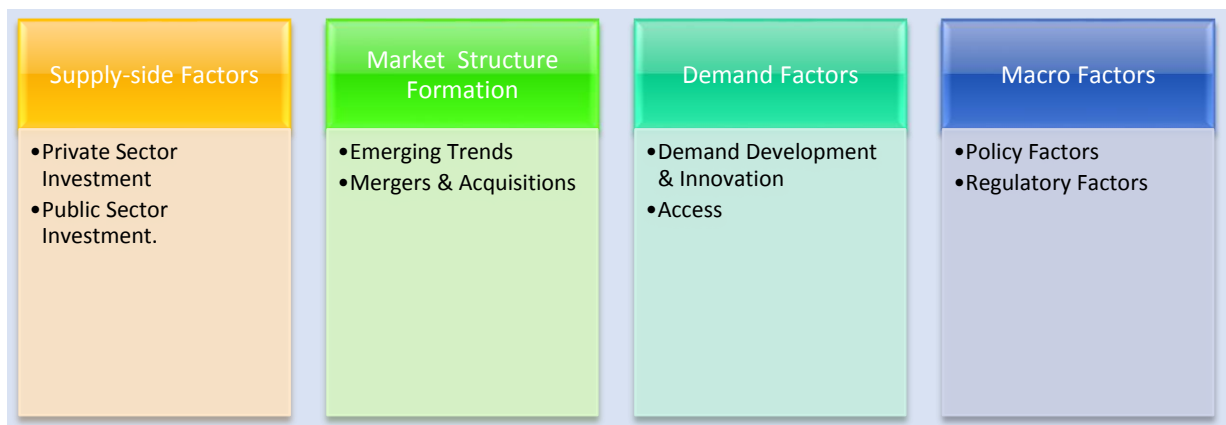 Supply-side Factors
•Private Sector
Investment
•Public Sector
Investment.
Market Structure
Formation
•Emerging Trends
•Mergers & Acquisitions
Demand Factors
•Demand Development
& Innovation
•Access
Macro Factors
•Policy Factors
•Regulatory Factors